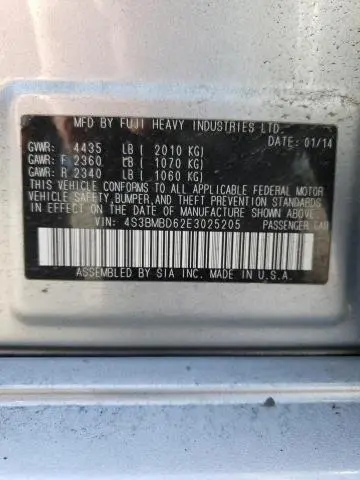 MFD BY FUJI HEAVY INDUSTRIES LTD.
DATE: 01/14
GVWR: 4435 LB ( 2010 KG)
GAWR: F 2360 LB ( 1070 KG)
GAWR: R 2340 LB ( 1060 KG)
THIS VEHICLE CONFORMS TO ALL APPLICABLE FEDERAL MOTOR
VEHICLE SAFETY, BUMPER, AND THEFT PREVENTION STANDARDS
IN EFFECT ON THE DATE OF MANUFACTURE SHOWN ABOVE.
VIN: 4S3BMBD62E3025205 PASSENGER CAR
ASSEMBLED BY SIA INC. MADE IN U.S.A.